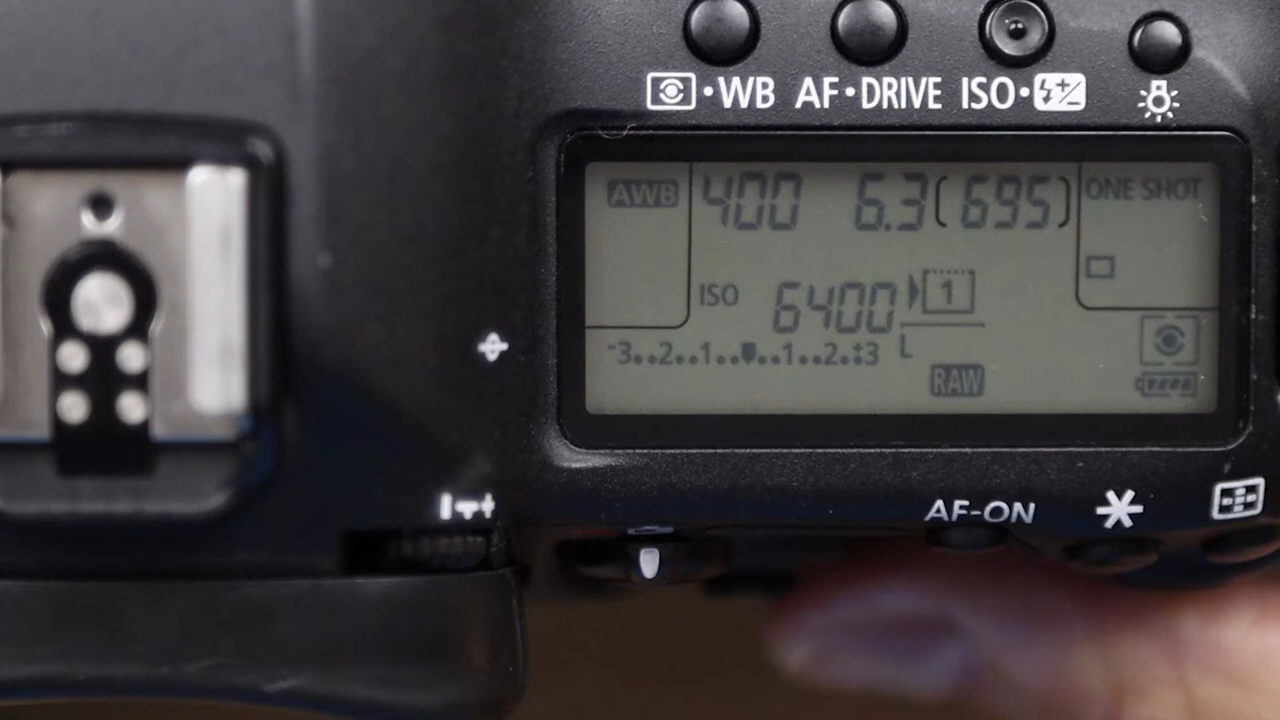 •WB AF•DRIVE ISO•
AWB 400 6.3 (695) ONE SHOT
ISO 6400 1
-3..2..1..▼..1..2..+3 L
RAW
AF-ON